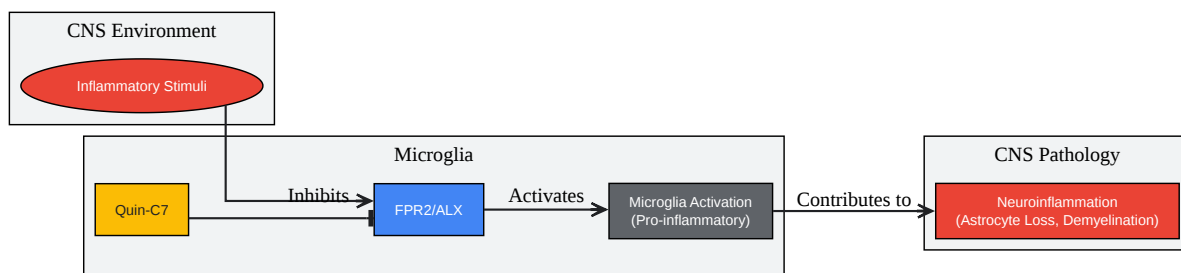 CNS Environment
Inflammatory Stimuli
Microglia
CNS Pathology
Quin-C7
Inhibits
FPR2/ALX
Activates
Microglia Activation
(Pro-inflammatory)
Contributes to
Neuroinflammation
(Astrocyte Loss, Demyelination)